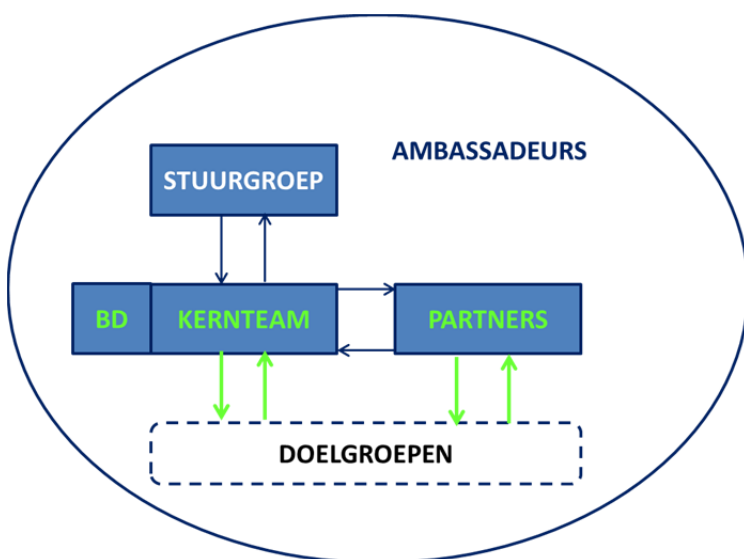 AMBASSADEURS
STUURGROEP
BD
KERNTEAM
PARTNERS
DOELGROEPEN